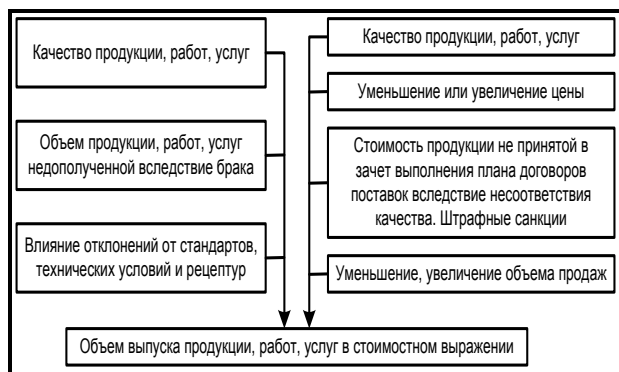 Качество продукции, работ, услуг
Объем продукции, работ, услуг
недополученной вследствие брака
Влияние отклонений от стандартов,
технических условий и рецептур
Качество продукции, работ, услуг
Уменьшение или увеличение цены
Стоимость продукции не принятой в
зачет выполнения плана договоров
поставок вследствие несоответствия
качества. Штрафные санкции
Уменьшение, увеличение объема продаж
Объем выпуска продукции, работ, услуг в стоимостном выражении